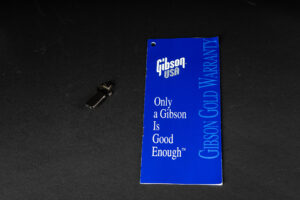 Gibson
USA
Only
a Gibson
Is
Good
Enough™
GIBSON GOLD WARRANTY